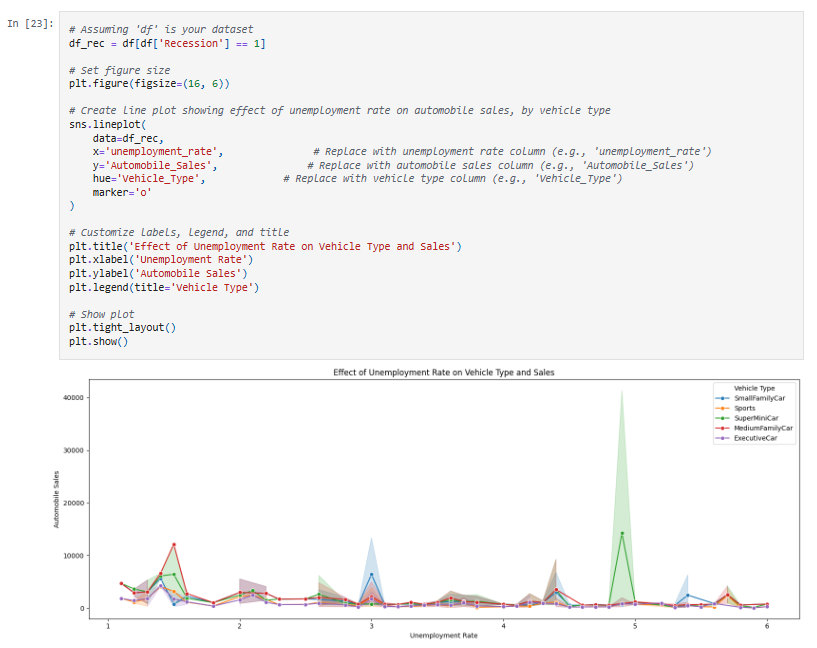 In [23]:
# Assuming 'df' is your dataset
df_rec = df[df['Recession'] == 1]
# Set figure size
plt.figure(figsize=(16, 6))
# Create line plot showing effect of unemployment rate on automobile sales, by vehicle type
sns.lineplot(
    data=df_rec,
    x='unemployment_rate',              # Replace with unemployment rate column (e.g., 'unemployment_rate')
    y='Automobile_Sales',              # Replace with automobile sales column (e.g., 'Automobile_Sales')
    hue='Vehicle_Type',            # Replace with vehicle type column (e.g., 'Vehicle_Type')
    marker='o'
)
# Customize labels, legend, and title
plt.title('Effect of Unemployment Rate on Vehicle Type and Sales')
plt.xlabel('Unemployment Rate')
plt.ylabel('Automobile Sales')
plt.legend(title='Vehicle Type')
# Show plot
plt.tight_layout()
plt.show()
Effect of Unemployment Rate on Vehicle Type and Sales
Vehicle Type
SmallFamilyCar
Sports
SuperMiniCar
MediumFamilyCar
ExecutiveCar
Automobile Sales
40000
30000
20000
10000
0
1 2 3 4 5 6
Unemployment Rate